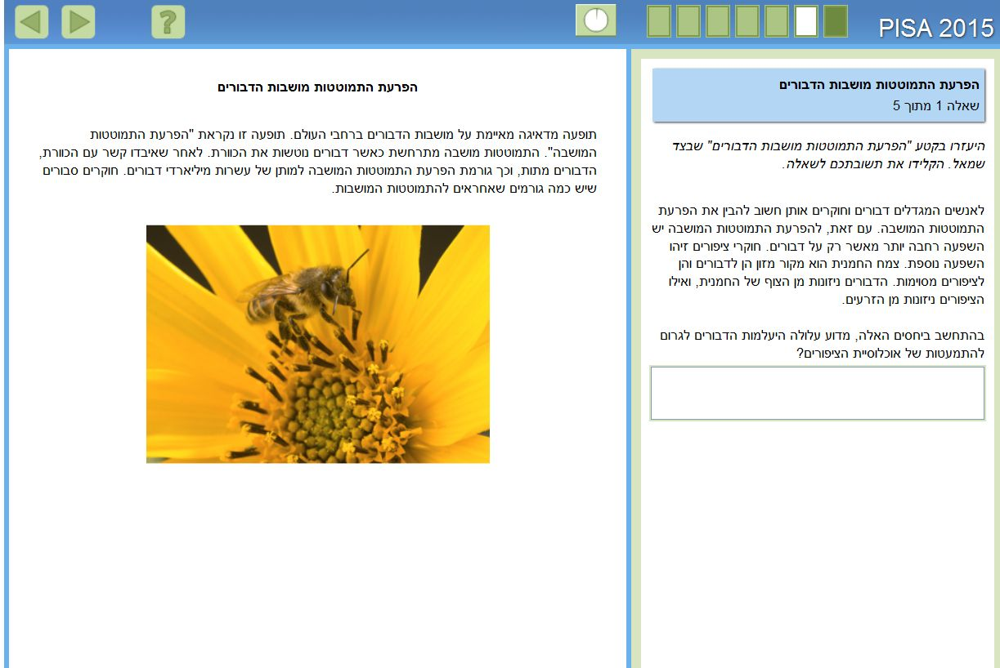 PISA 2015
הפרעת התמוטטות מושבות הדבורים
שאלה 1 מתוך 5
היעזרו בקטע "הפרעת התמוטטות מושבות הדבורים" שבצד
שמאל. הקלידו את תשובתכם לשאלה.
לאנשים המגדלים דבורים וחוקרים אותן חשוב להבין את הפרעת
התמוטטות המושבה. עם זאת, להפרעת התמוטטות המושבה יש
השפעה רחבה יותר מאשר רק על דבורים. חוקרי ציפורים זיהו
השפעה נוספת. צמח החמנית הוא מקור מזון הן לדבורים והן
לציפורים מסוימות. הדבורים ניזונות מן הצוף של החמנית, ואילו
הציפורים ניזונות מן הזרעים.
בהתחשב ביחסים האלה, מדוע עלולה היעלמות הדבורים לגרום
להתמעטות של אוכלוסיית הציפורים?
הפרעת התמוטטות מושבות הדבורים
תופעה מדאיגה מאיימת על מושבות הדבורים ברחבי העולם. תופעה זו נקראת "הפרעת התמוטטות
המושבה". התמוטטות מושבה מתרחשת כאשר דבורים נוטשות את הכוורת. לאחר שאיבדו קשר עם הכוורת,
הדבורים מתות, וכך גורמת הפרעת התמוטטות המושבה למותן של עשרות מיליארדי דבורים. חוקרים סבורים
שיש כמה גורמים שאחראים להתמוטטות המושבות.
?